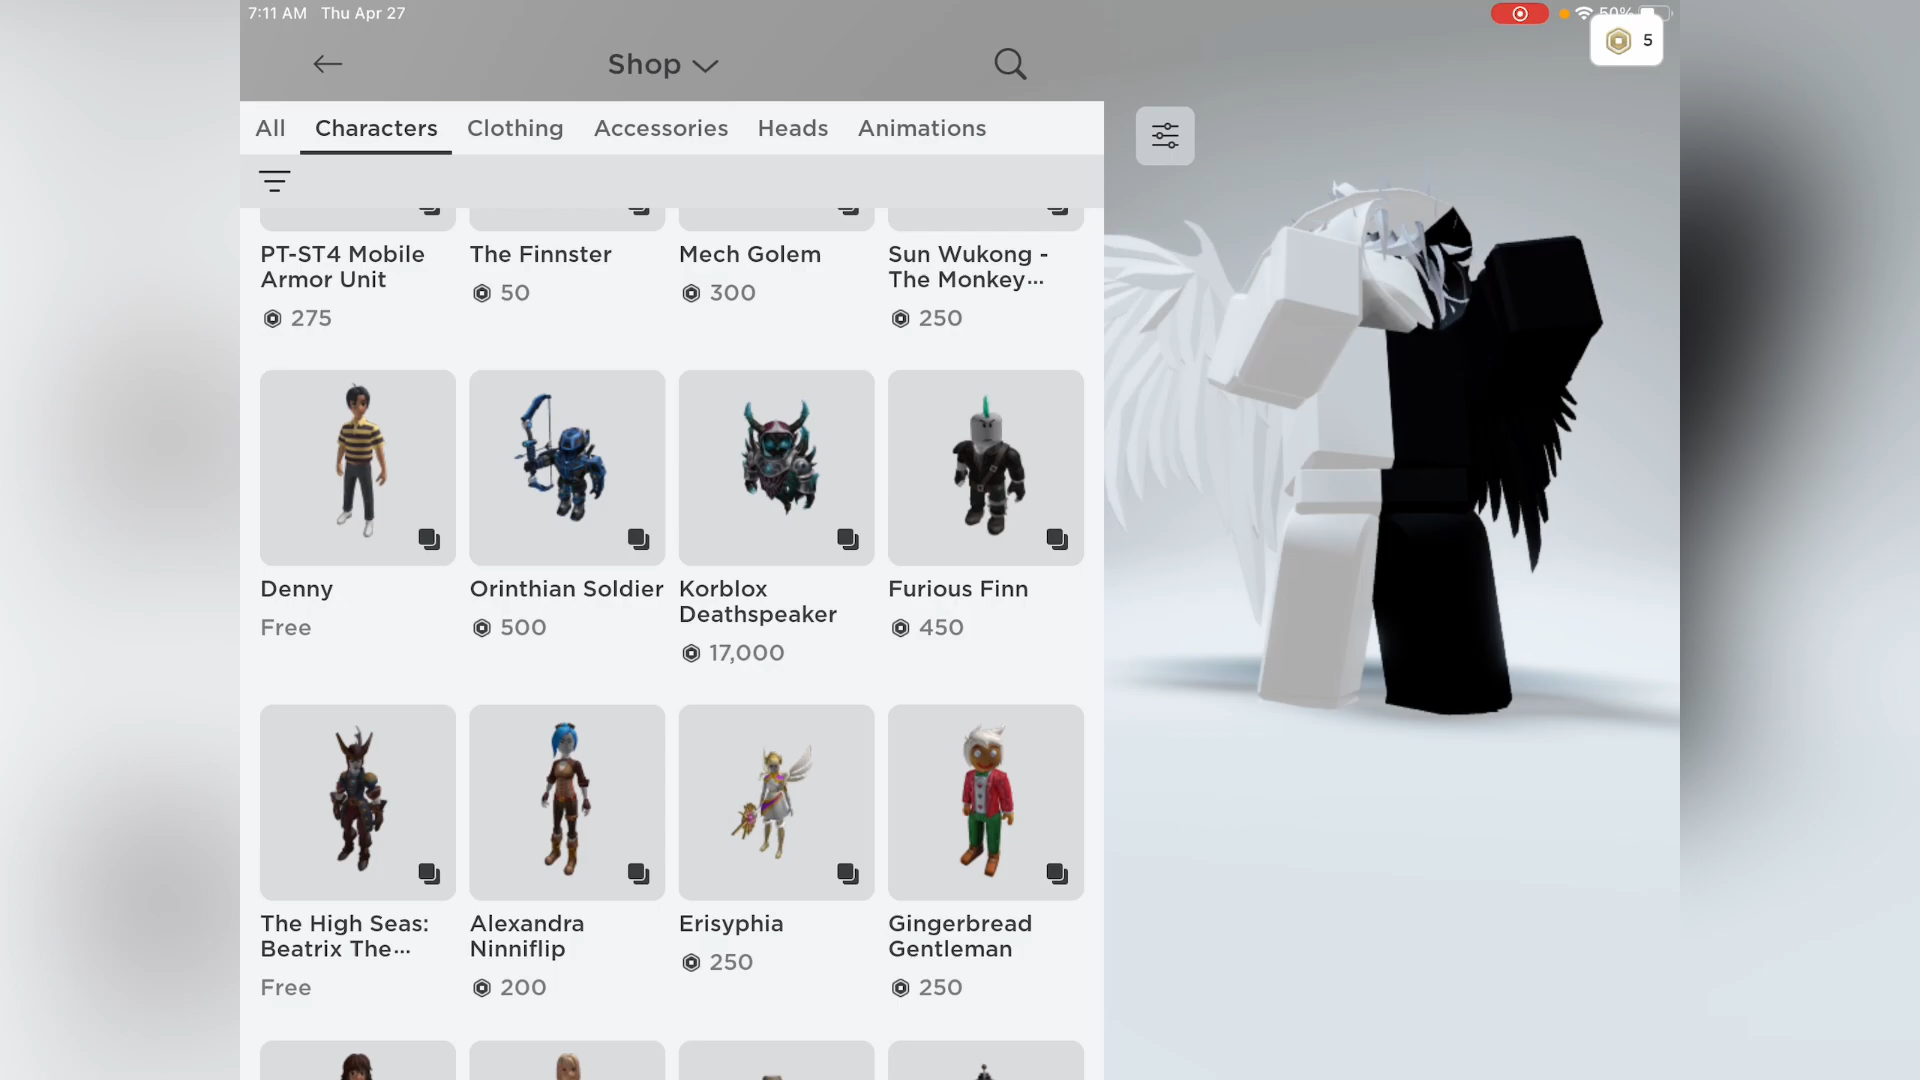 7:11 AM Thu Apr 27
50%
5
Shop
All Characters Clothing Accessories Heads Animations
PT-ST4 Mobile
Armor Unit
275
The Finnster
50
Mech Golem
300
Sun Wukong -
The Monkey...
250
Denny
Free
Orinthian Soldier
500
Korblox
Deathspeaker
17,000
Furious Finn
450
The High Seas:
Beatrix The...
Free
Alexandra
Ninniflip
200
Erisyphia
250
Gingerbread
Gentleman
250